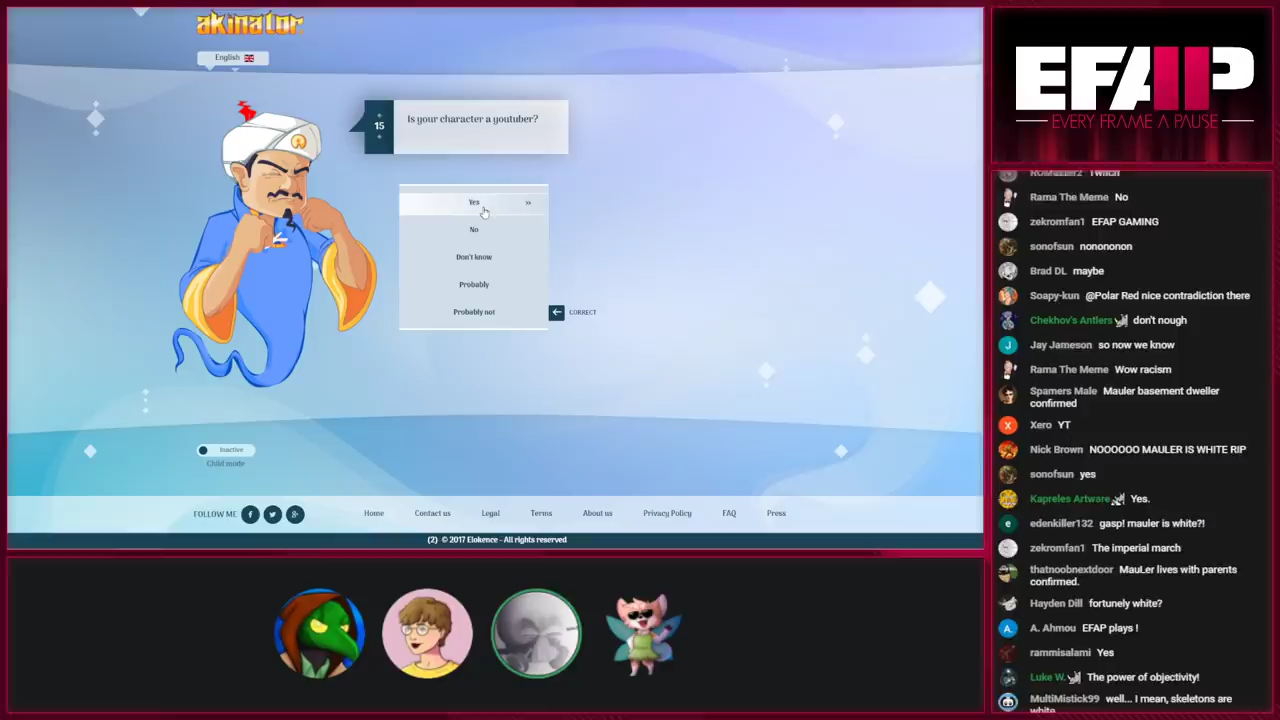 akinator
English
15
Is your character a youtuber?
Yes
No
Don't know
Probably
Probably not
CORRECT
Inactive
Child mode
FOLLOW ME
Home
Contact us
Legal
Terms
About us
Privacy Policy
FAQ
Press
(2) © 2017 Elokence - All rights reserved
EFAP
EVERY FRAME A PAUSE
Twitch
Rama The Meme No
zekromfan1 EFAP GAMING
sonofsun nonononon
Brad DL maybe
Soapy-kun @Polar Red nice contradiction there
Chekhov's Antlers don't nough
J Jay Jameson so now we know
Rama The Meme Wow racism
Spamers Male Mauler basement dweller
confirmed
X Xero YT
Nick Brown NOOOOOO MAULER IS WHITE RIP
sonofsun yes
Kapreles Artware Yes.
e edenkiller132 gasp! mauler is white?!
zekromfan1 The imperial march
thatnoobnextdoor MauLer lives with parents
confirmed.
Hayden Dill fortunely white?
A. A. Ahmou EFAP plays !
rammisalami Yes
Luke W. The power of objectivity!
MultiMistick99 well... I mean, skeletons are
white